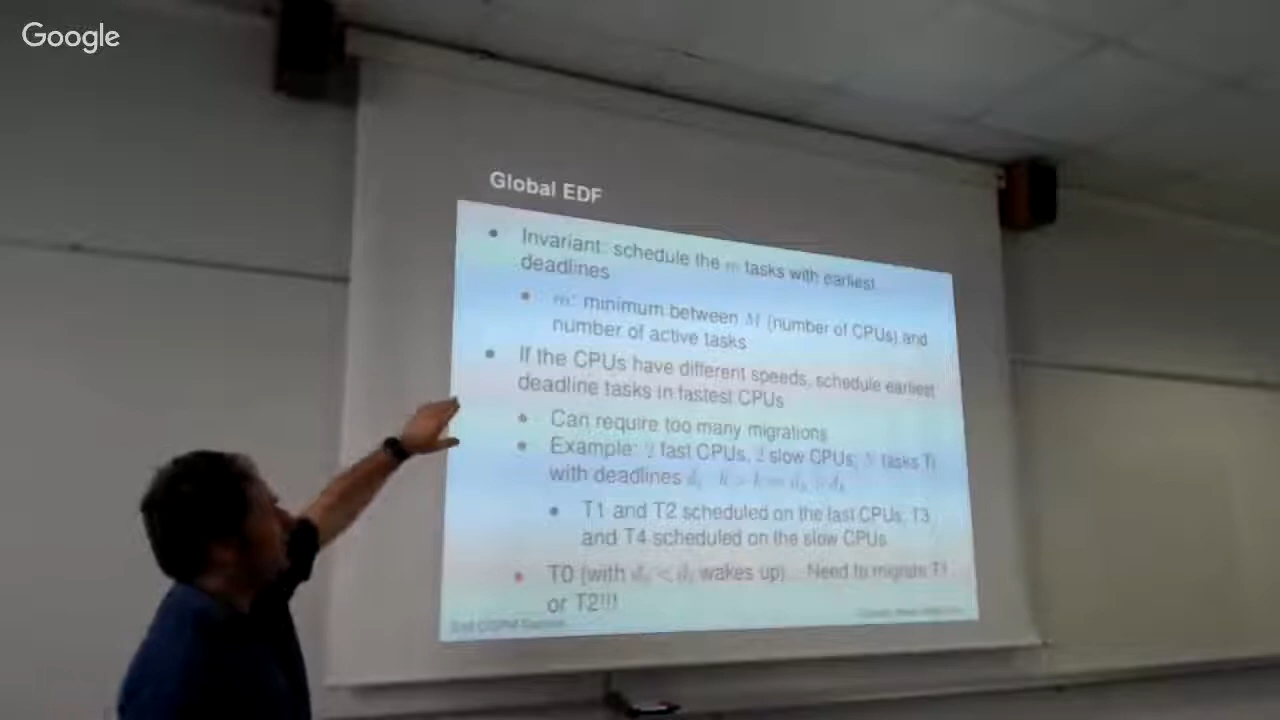 Google
Global EDF
• Invariant: schedule the m tasks with earliest
deadlines
• m: minimum between M (number of CPUs) and
number of active tasks
• If the CPUs have different speeds, schedule earliest
deadline tasks in fastest CPUs
• Can require too many migrations
• Example: 2 fast CPUs, 2 slow CPUs; tasks Ti
with deadlines
• T1 and T2 scheduled on the last CPUs, T3
and T4 scheduled on the slow CPUs
• T0 (with wakes up)... Need to migrate T1
or T2!!!